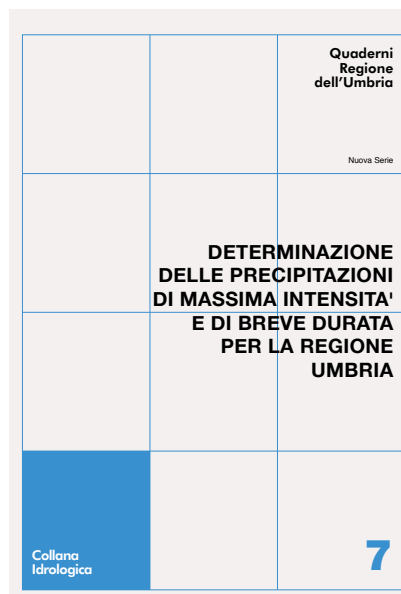 Quaderni
Regione
dell'Umbria
Nuova Serie
DETERMINAZIONE
DELLE PRECIPITAZIONI
DI MASSIMA INTENSITA'
E DI BREVE DURATA
PER LA REGIONE
UMBRIA
Collana
Idrologica
7